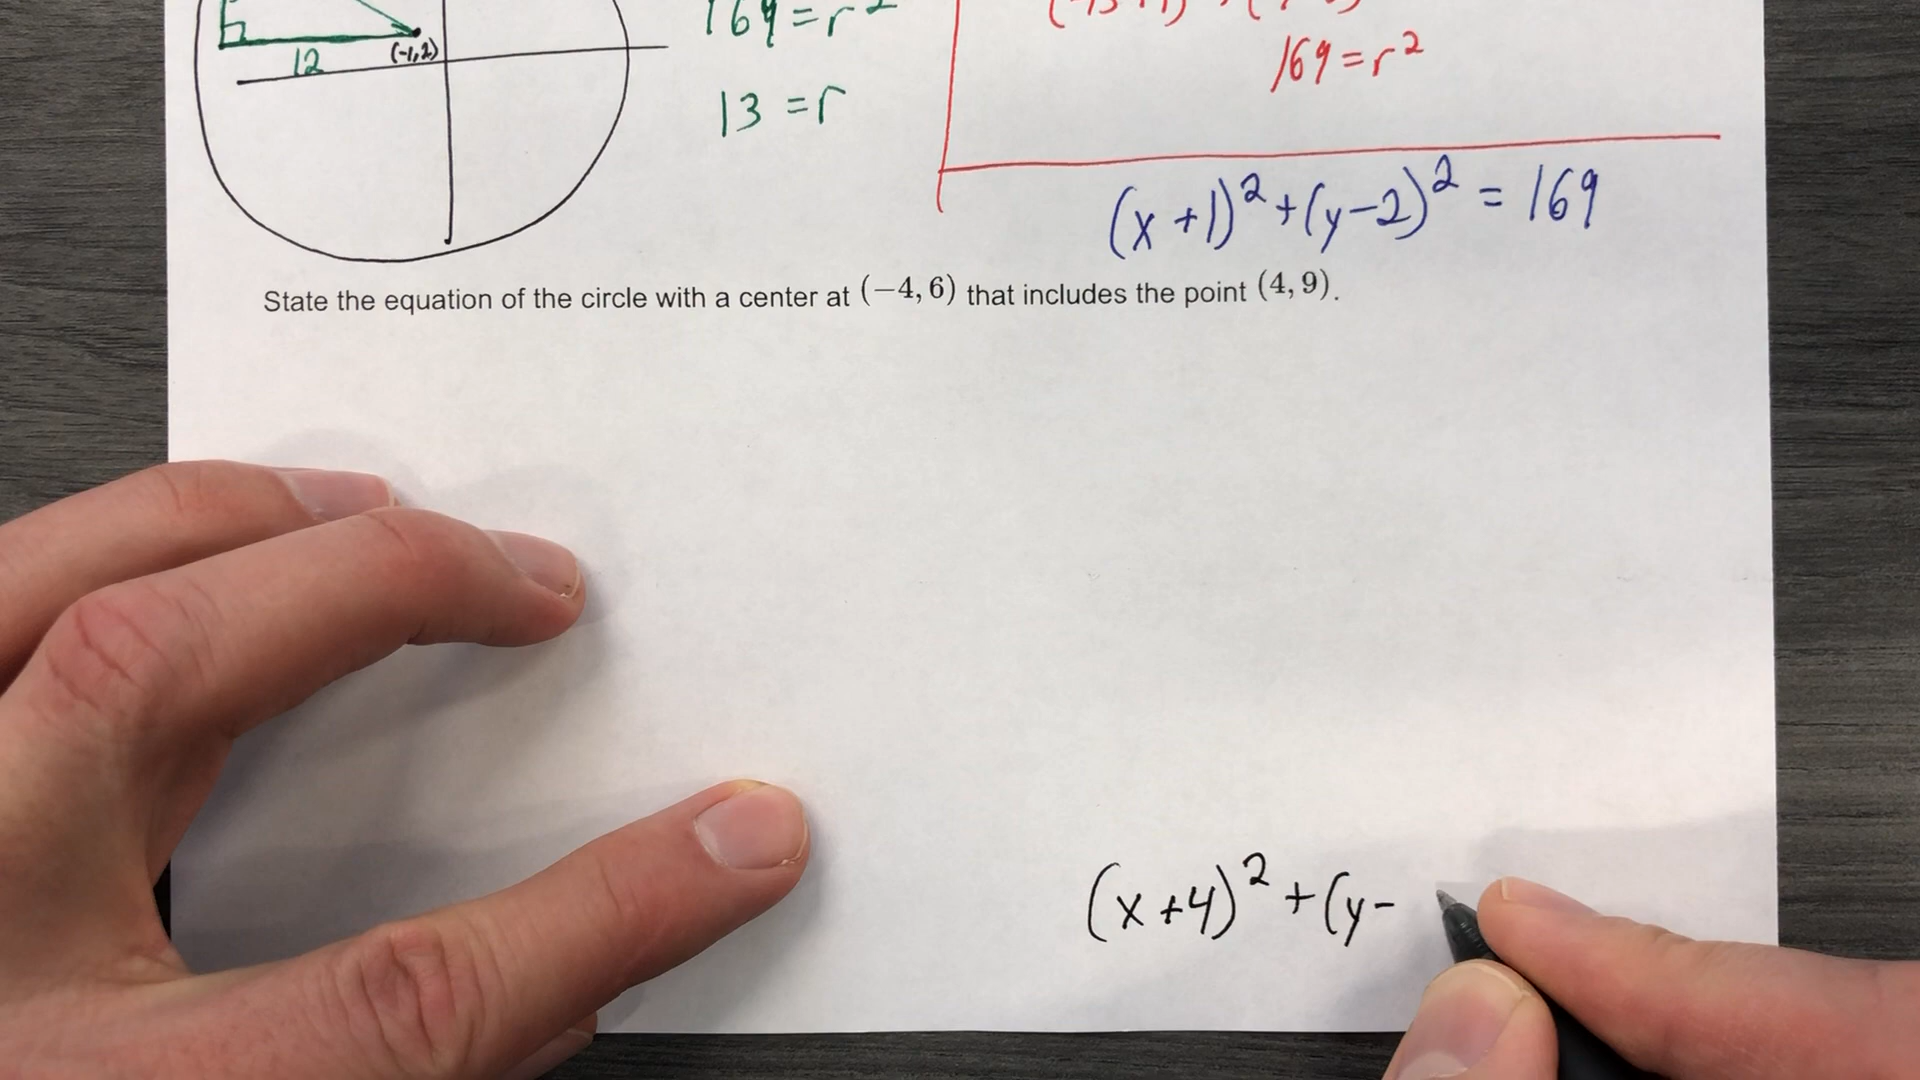 12
(-1,2)
169=r²
13=r
169=r²
(x+1)²+(y-2)²=169
State the equation of the circle with a center at (−4, 6) that includes the point (4, 9).
(x+4)²+(y-